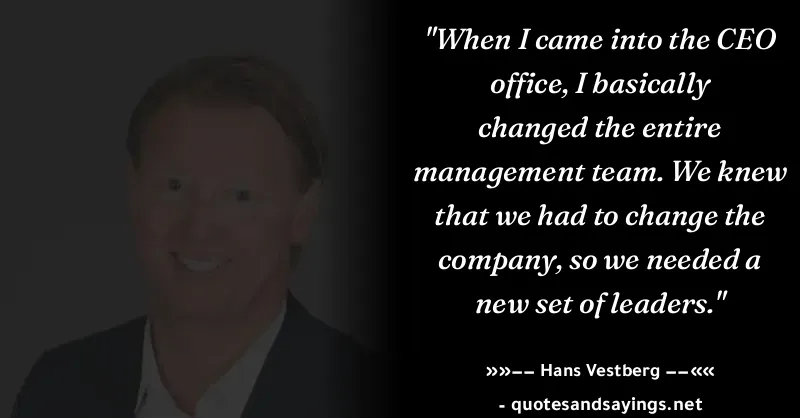 "When I came into the CEO
office, I basically
changed the entire
management team. We knew
that we had to change the
company, so we needed a
new set of leaders."
»»–– Hans Vestberg ––««
- quotesandsayings.net